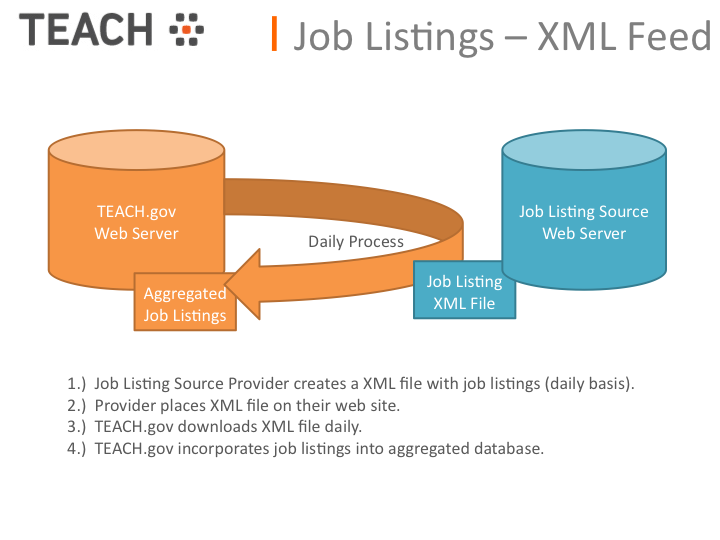 TEACH
Job Listings – XML Feed
TEACH.gov
Web Server
Job Listing Source
Web Server
Daily Process
Aggregated
Job Listings
Job Listing
XML File
1.) Job Listing Source Provider creates a XML file with job listings (daily basis).
2.) Provider places XML file on their web site.
3.) TEACH.gov downloads XML file daily.
4.) TEACH.gov incorporates job listings into aggregated database.